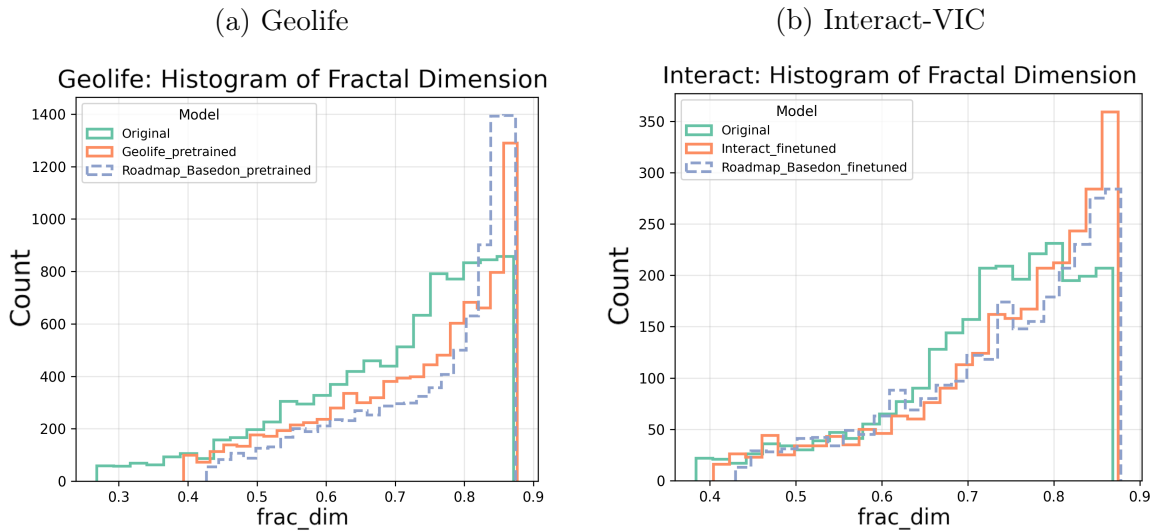 (a) Geolife
Geolife: Histogram of Fractal Dimension
Model
Original
Geolife_pretrained
Roadmap_Basedon_pretrained
Count
1400
1200
1000
800
600
400
200
0
0.3 0.4 0.5 0.6 0.7 0.8 0.9
frac_dim
(b) Interact-VIC
Interact: Histogram of Fractal Dimension
Model
Original
Interact_finetuned
Roadmap_Basedon_finetuned
Count
350
300
250
200
150
100
50
0
0.4 0.5 0.6 0.7 0.8 0.9
frac_dim